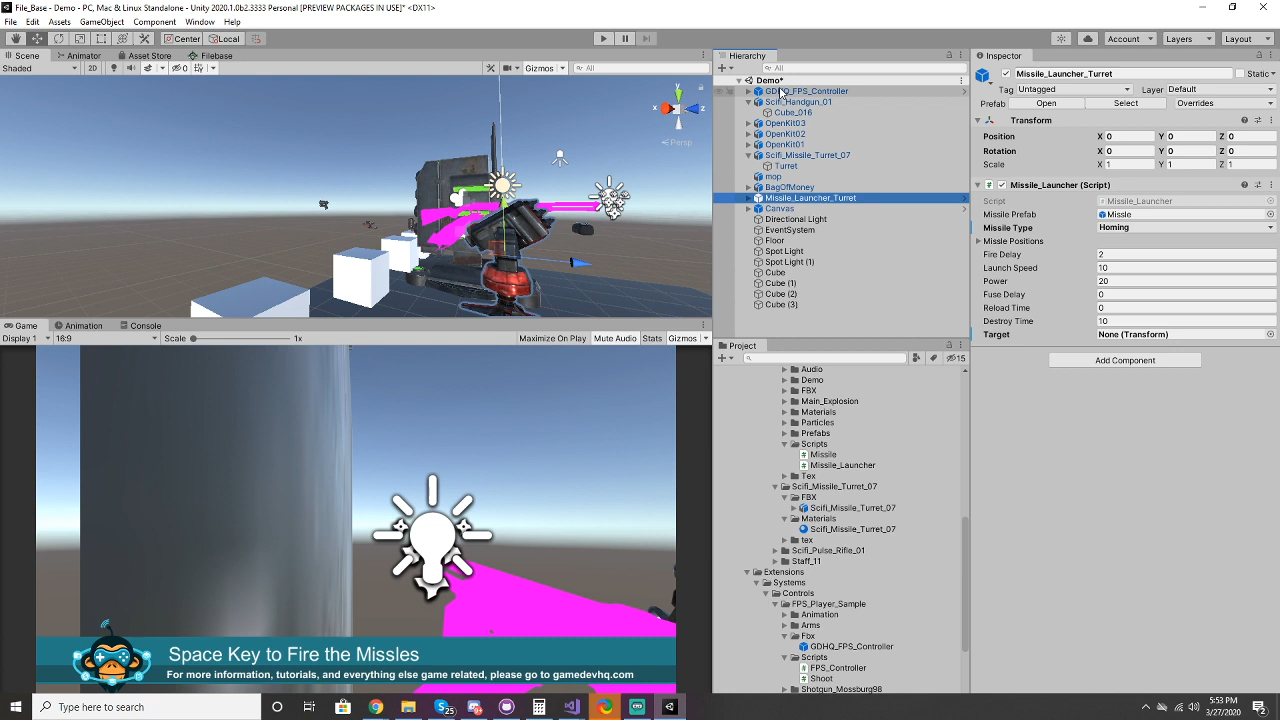 File_Base - Demo - PC, Mac, & Linux Standalone - Unity 2020.1.0b2.3332 Personal [PREVIEW PACKAGES IN USE]* <DX11>
File Edit Assets GameObject Component Window Help
Center Local Account Layers Layout
Scene Animator Asset Store Filebase
Shaded 2D 0 Gizmos All
y x z
Persp
Game Animation Console
Display 1 16:9 Scale 1x Maximize On Play Mute Audio Stats Gizmos
Space Key to Fire the Missles
For more information, tutorials, and everything else game related, please go to gamedevhq.com
Hierarchy
All
Demo*
GDHQ_FPS_Controller
Scifi_Handgun_01
Cube_016
OpenKit03
OpenKit02
OpenKit01
Scifi_Missile_Turret_07
Turret
mop
BagOfMoney
Missile_Launcher_Turret
Canvas
Directional Light
EventSystem
Floor
Spot Light
Spot Light (1)
Cube
Cube (1)
Cube (2)
Cube (3)
Project
15
Audio
Demo
FBX
Main_Explosion
Materials
Particles
Prefabs
Scripts
Missile
Missile_Launcher
Tex
Scifi_Missile_Turret_07
FBX
Scifi_Missile_Turret_07
Materials
Scifi_Missile_Turret_07
tex
Scifi_Pulse_Rifle_01
Staff_11
Extensions
Systems
Controls
FPS_Player_Sample
Animation
Arms
Fbx
GDHQ_FPS_Controller
Scripts
FPS_Controller
Shoot
Shotgun_Mossburg98
Inspector
Missile_Launcher_Turret Static
Tag Untagged Layer Default
Prefab Open Select Overrides
Transform
Position X 0 Y 0 Z 0
Rotation X 0 Y 0 Z 0
Scale X 1 Y 1 Z 1
Missile_Launcher (Script)
Script Missile_Launcher
Missile Prefab Missle
Missile Type Homing
Missle Positions
Fire Delay 2
Launch Speed 10
Power 20
Fuse Delay 0
Reload Time 0
Destroy Time 10
Target None (Transform)
Add Component
Type here to search
25
5:53 PM
3/27/2020